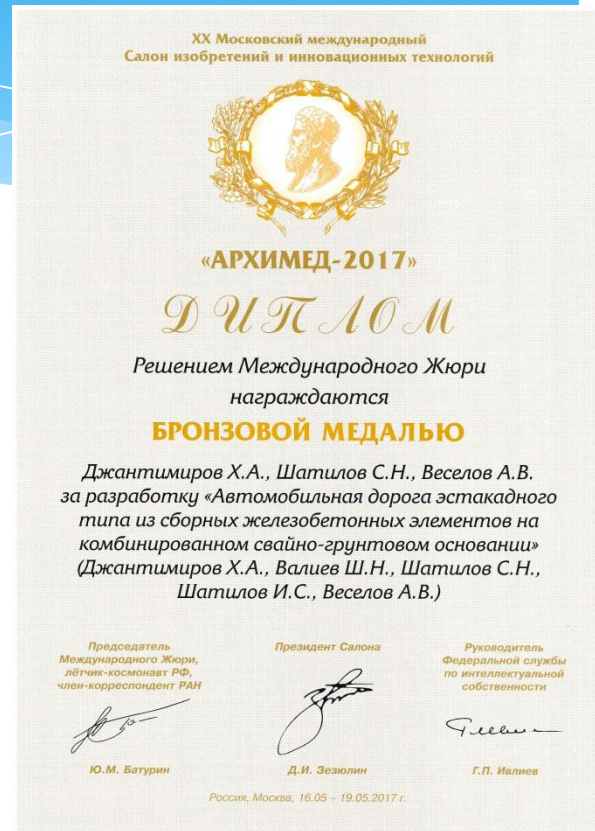 XX Московский международный
Салон изобретений и инновационных технологий
«АРХИМЕД-2017»
ДИПЛОМ
Решением Международного Жюри
награждаются
БРОНЗОВОЙ МЕДАЛЬЮ
Джантимиров Х.А., Шатилов С.Н., Веселов А.В.
за разработку «Автомобильная дорога эстакадного
типа из сборных железобетонных элементов на
комбинированном свайно-грунтовом основании»
(Джантимиров Х.А., Валиев Ш.Н., Шатилов С.Н.,
Шатилов И.С., Веселов А.В.)
Председатель
Международного Жюри,
лётчик-космонавт РФ,
член-корреспондент РАН
Ю.М. Батурин
Президент Салона
Д.И. Зезюлин
Руководитель
Федеральной службы
по интеллектуальной
собственности
Г.П. Ивлиев
Россия, Москва, 16.05 – 19.05.2017 г.